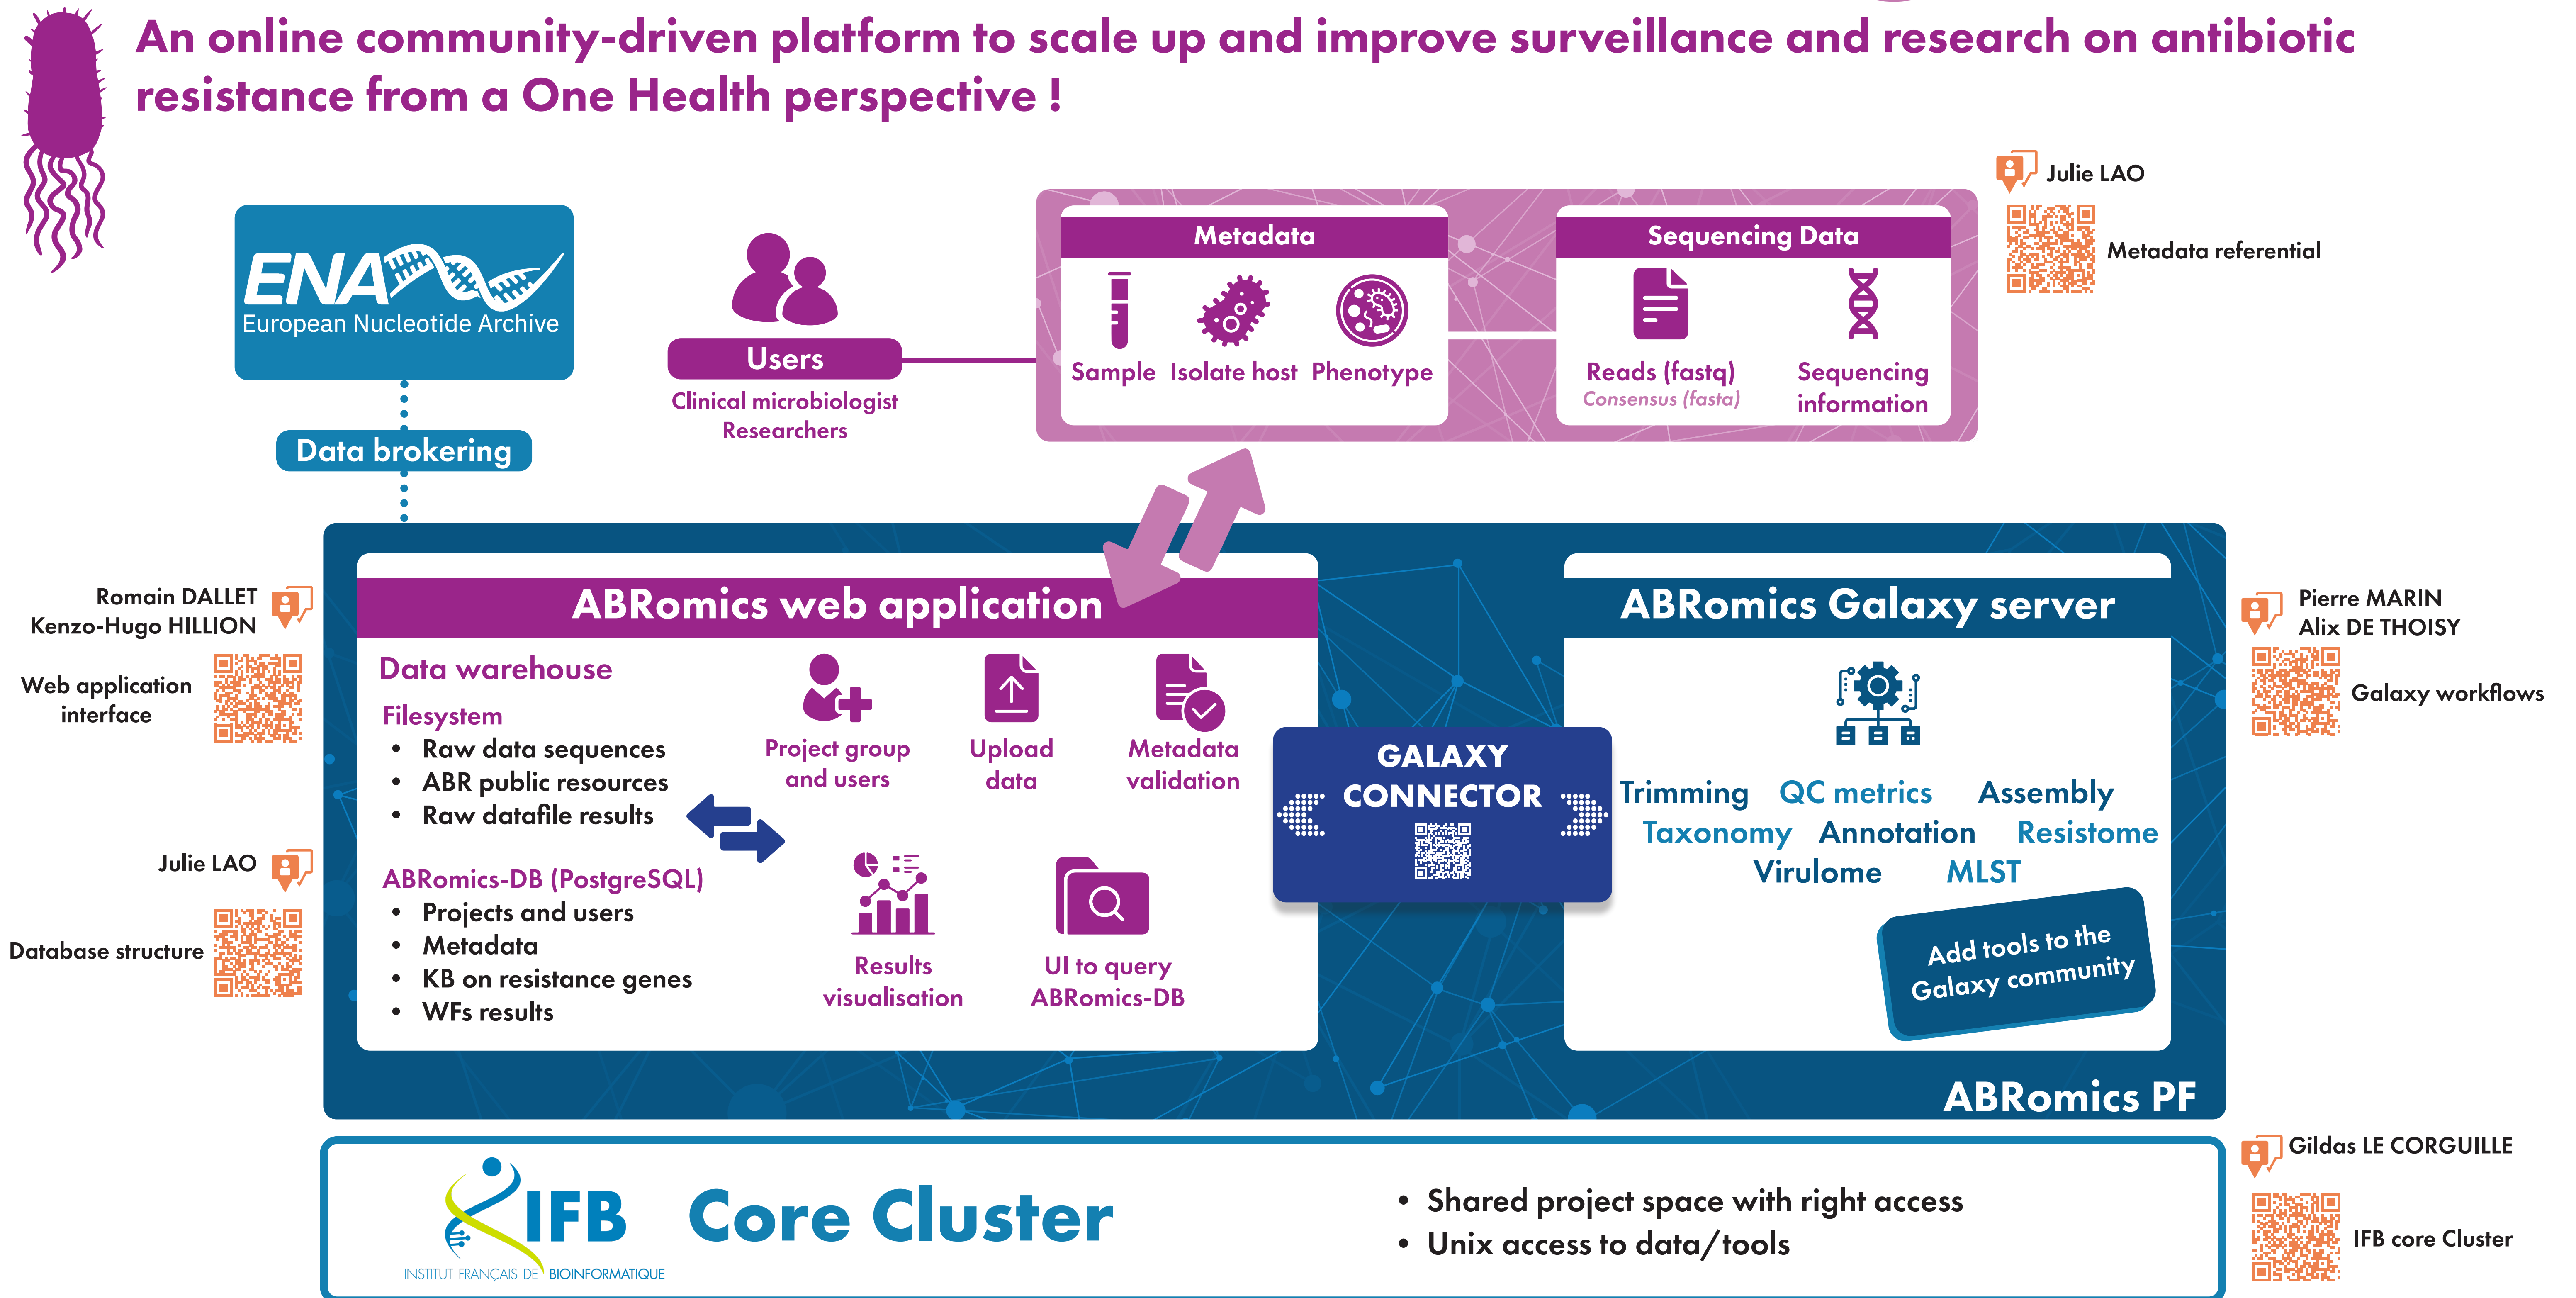 An online community-driven platform to scale up and improve surveillance and research on antibiotic
resistance from a One Health perspective !
ENA
European Nucleotide Archive
Data brokering
Users
Clinical microbiologist
Researchers
Metadata
Sample Isolate host Phenotype
Sequencing Data
Reads (fastq)
Consensus (fasta)
Sequencing
information
Julie LAO
Metadata referential
Romain DALLET
Kenzo-Hugo HILLION
Web application
interface
Julie LAO
Database structure
ABRomics web application
Data warehouse
Filesystem
• Raw data sequences
• ABR public resources
• Raw datafile results
ABRomics-DB (PostgreSQL)
• Projects and users
• Metadata
• KB on resistance genes
• WFs results
Project group
and users
Upload
data
Metadata
validation
Results
visualisation
UI to query
ABRomics-DB
GALAXY
CONNECTOR
ABRomics Galaxy server
Trimming QC metrics Assembly
Taxonomy Annotation Resistome
Virulome MLST
Add tools to the
Galaxy community
ABRomics PF
Pierre MARIN
Alix DE THOISY
Galaxy workflows
IFB
INSTITUT FRANÇAIS DE BIOINFORMATIQUE
Core Cluster
• Shared project space with right access
• Unix access to data/tools
Gildas LE CORGUILLE
IFB core Cluster